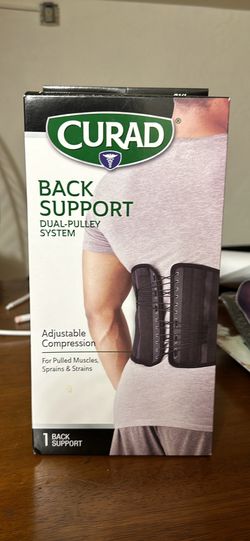 CURAD®
BACK
SUPPORT
DUAL-PULLEY
SYSTEM
Adjustable
Compression
For Pulled Muscles,
Sprains & Strains
1 BACK
SUPPORT